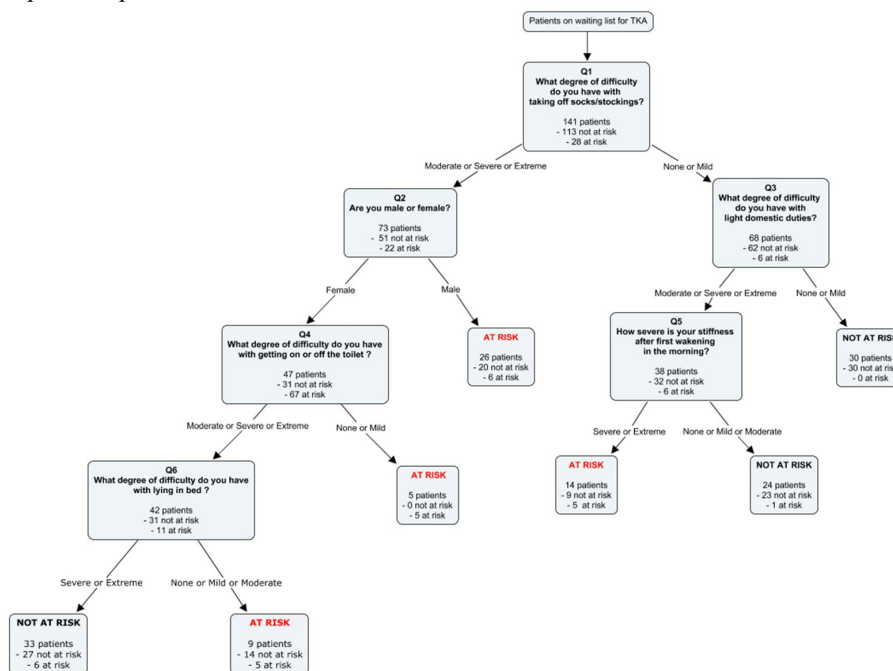 Patients on waiting list for TKA
Q1
What degree of difficulty
do you have with
taking off socks/stockings?
141 patients
- 113 not at risk
- 28 at risk
Moderate or Severe or Extreme
None or Mild
Q2
Are you male or female?
73 patients
- 51 not at risk
- 22 at risk
Q3
What degree of difficulty
do you have with
light domestic duties?
68 patients
- 62 not at risk
- 6 at risk
Female
Male
Moderate or Severe or Extreme
None or Mild
Q4
What degree of difficulty do you have
with getting on or off the toilet ?
47 patients
- 31 not at risk
- 67 at risk
AT RISK
26 patients
- 20 not at risk
- 6 at risk
Q5
How severe is your stiffness
after first wakening
in the morning?
38 patients
- 32 not at risk
- 6 at risk
NOT AT RISK
30 patients
- 30 not at risk
- 0 at risk
Moderate or Severe or Extreme
None or Mild
Severe or Extreme
None or Mild or Moderate
Q6
What degree of difficulty do you have
with lying in bed ?
42 patients
- 31 not at risk
- 11 at risk
AT RISK
5 patients
- 0 not at risk
- 5 at risk
AT RISK
14 patients
- 9 not at risk
- 5 at risk
NOT AT RISK
24 patients
- 23 not at risk
- 1 at risk
Severe or Extreme
None or Mild or Moderate
NOT AT RISK
33 patients
- 27 not at risk
- 6 at risk
AT RISK
9 patients
- 14 not at risk
- 5 at risk